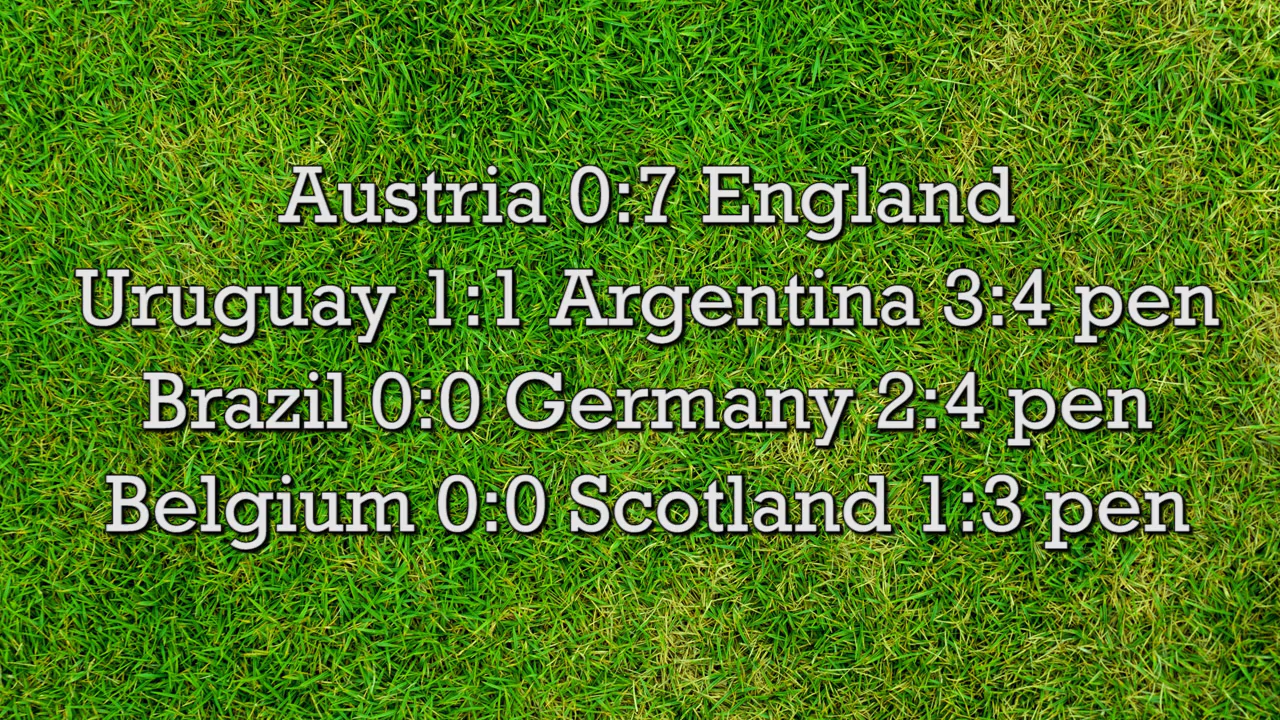 Austria 0:7 England
Uruguay 1:1 Argentina 3:4 pen
Brazil 0:0 Germany 2:4 pen
Belgium 0:0 Scotland 1:3 pen